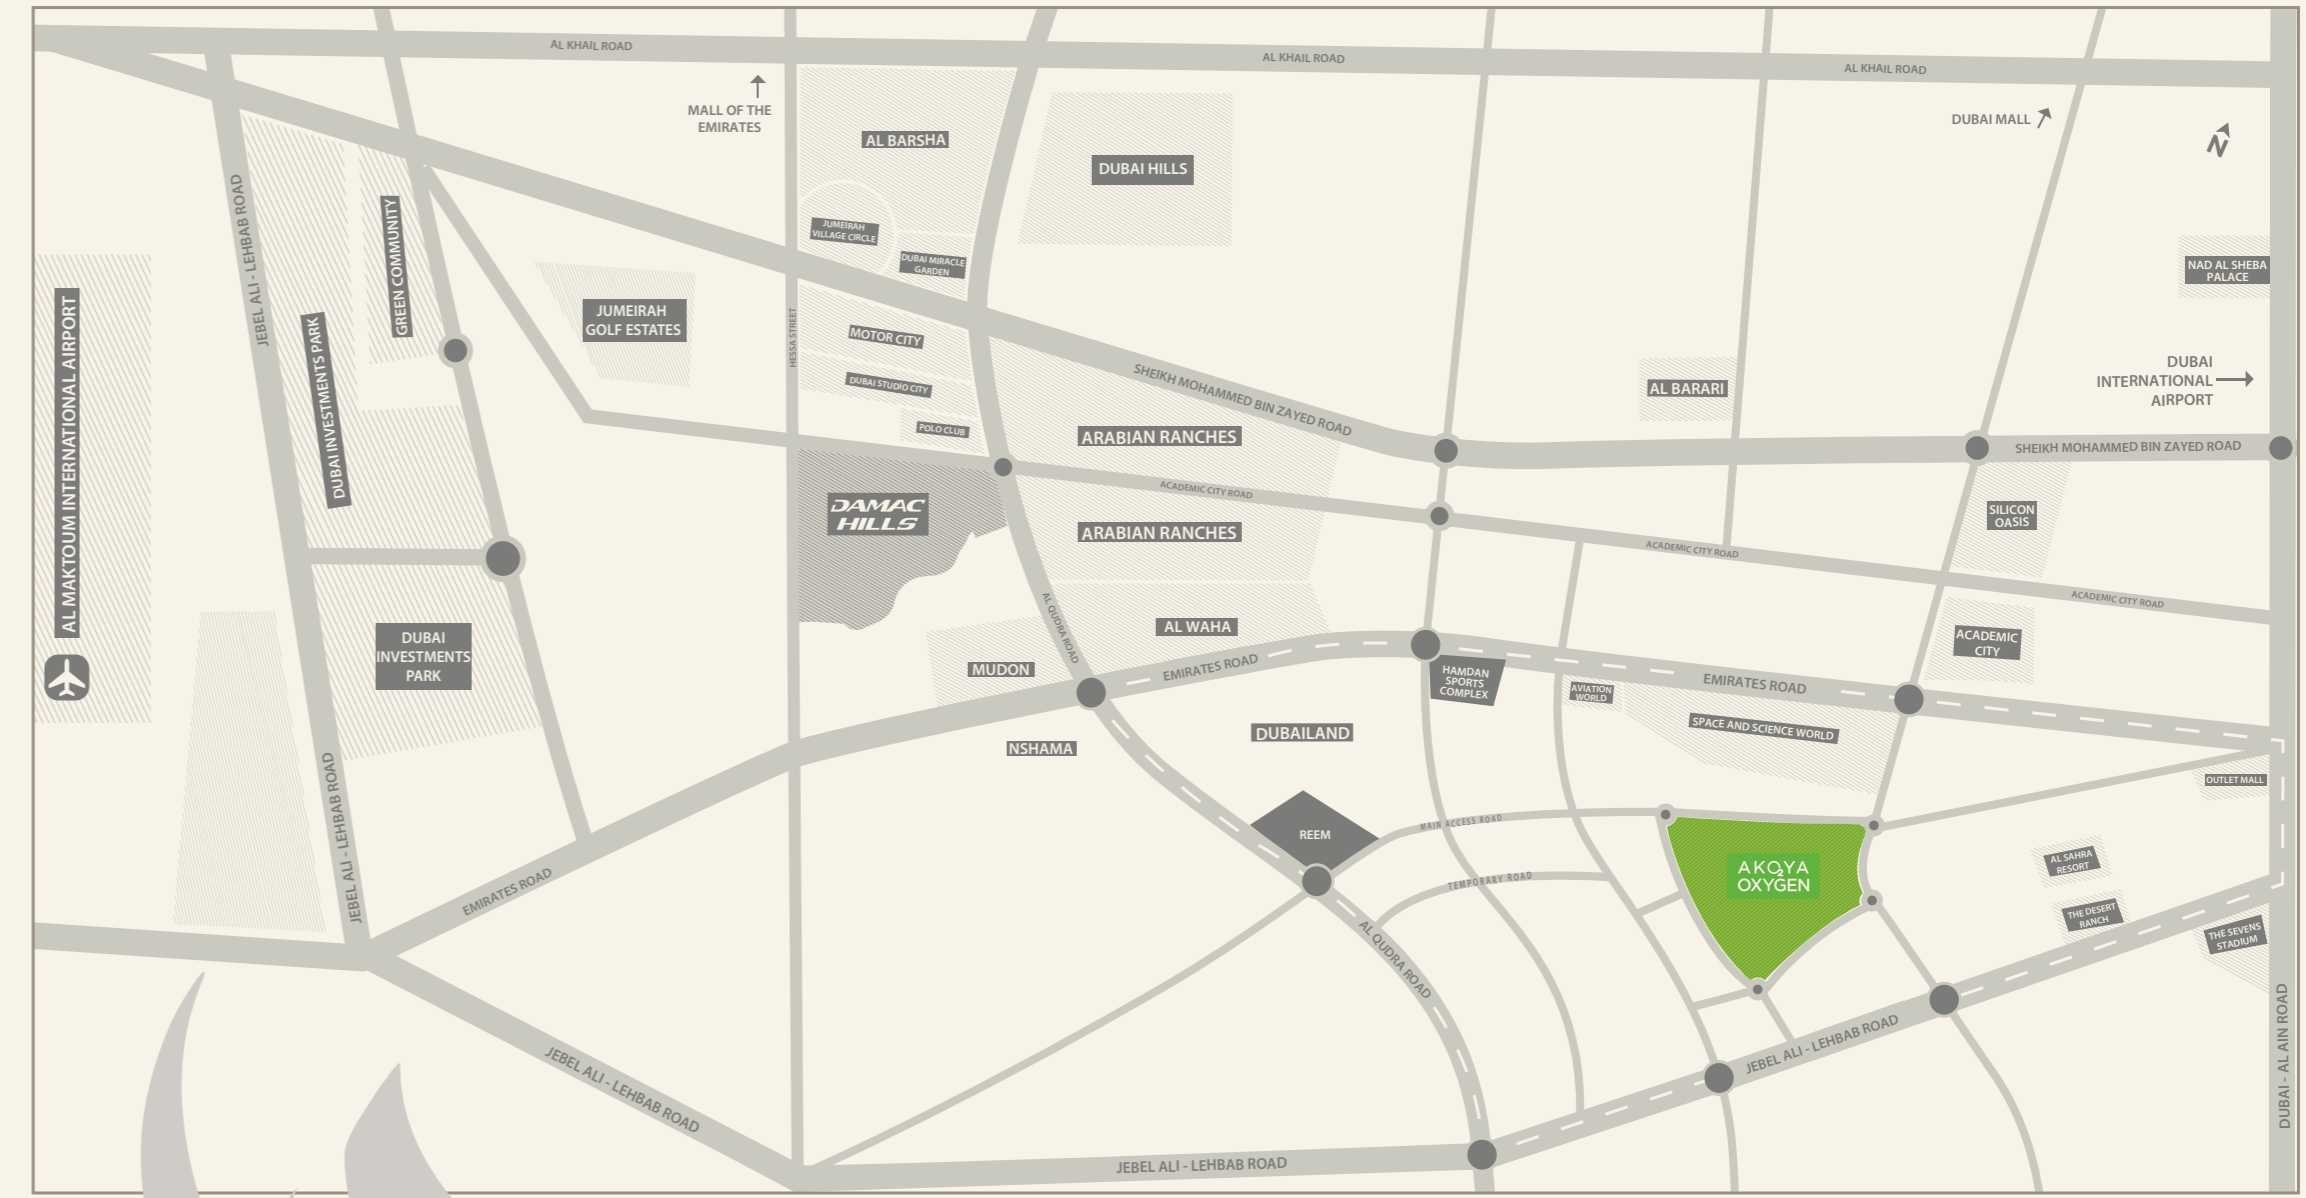 AL KHAIL ROAD
AL KHAIL ROAD
AL KHAIL ROAD
MALL OF THE
EMIRATES
DUBAI MALL
N
AL BARSHA
DUBAI HILLS
JEBEL ALI - LEHBAB ROAD
GREEN COMMUNITY
JUMEIRAH
VILLAGE CIRCLE
DUBAI MIRACLE
GARDEN
NAD AL SHEBA
PALACE
AL MAKTOUM INTERNATIONAL AIRPORT
DUBAI INVESTMENTS PARK
JUMEIRAH
GOLF ESTATES
HESSA STREET
MOTOR CITY
DUBAI STUDIO CITY
POLO CLUB
SHEIKH MOHAMMED BIN ZAYED ROAD
AL BARARI
DUBAI
INTERNATIONAL
AIRPORT
ARABIAN RANCHES
SHEIKH MOHAMMED BIN ZAYED ROAD
ACADEMIC CITY ROAD
DAMAC
HILLS
ARABIAN RANCHES
SILICON
OASIS
ACADEMIC CITY ROAD
ACADEMIC CITY ROAD
DUBAI
INVESTMENTS
PARK
AL QUDRA ROAD
AL WAHA
ACADEMIC
CITY
MUDON
EMIRATES ROAD
HAMDAN
SPORTS
COMPLEX
AVIATION
WORLD
EMIRATES ROAD
SPACE AND SCIENCE WORLD
NSHAMA
DUBAILAND
OUTLET MALL
JEBEL ALI - LEHBAB ROAD
REEM
MAIN ACCESS ROAD
TEMPORARY ROAD
AKO2YA
OXYGEN
AL SAHRA
RESORT
THE DESERT
RANCH
THE SEVENS
STADIUM
EMIRATES ROAD
AL QUDRA ROAD
JEBEL ALI - LEHBAB ROAD
JEBEL ALI - LEHBAB ROAD
JEBEL ALI - LEHBAB ROAD
DUBAI - AL AIN ROAD